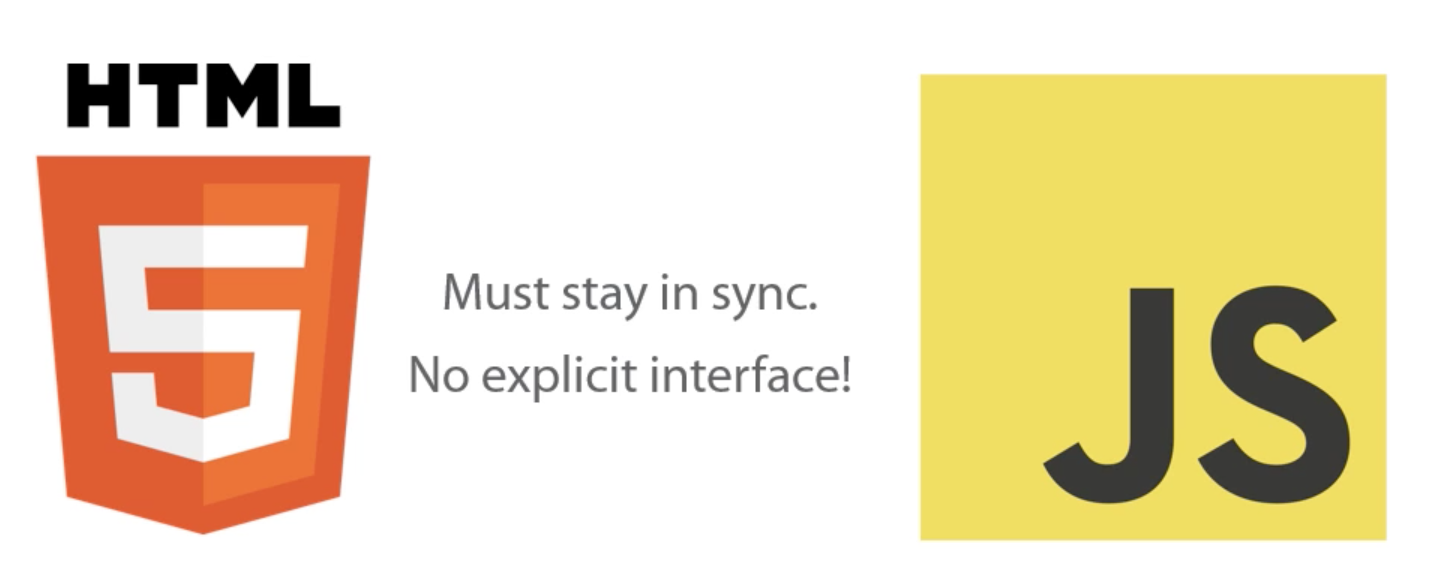 HTML
5
Must stay in sync.
No explicit interface!
JS